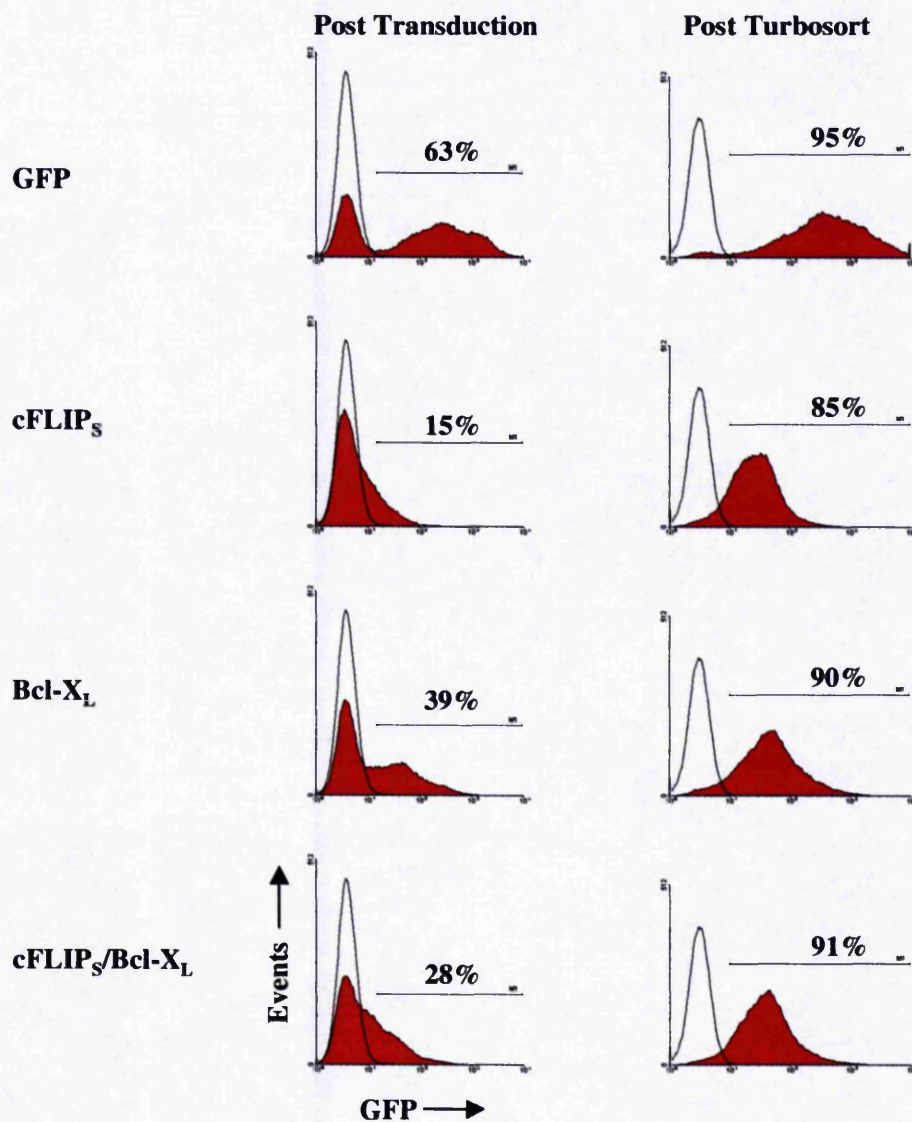 Post Transduction Post Turbosort
GFP 63% 95%
cFLIPS 15% 85%
Bcl-XL 39% 90%
cFLIPS/Bcl-XL 28% 91%
Events
GFP